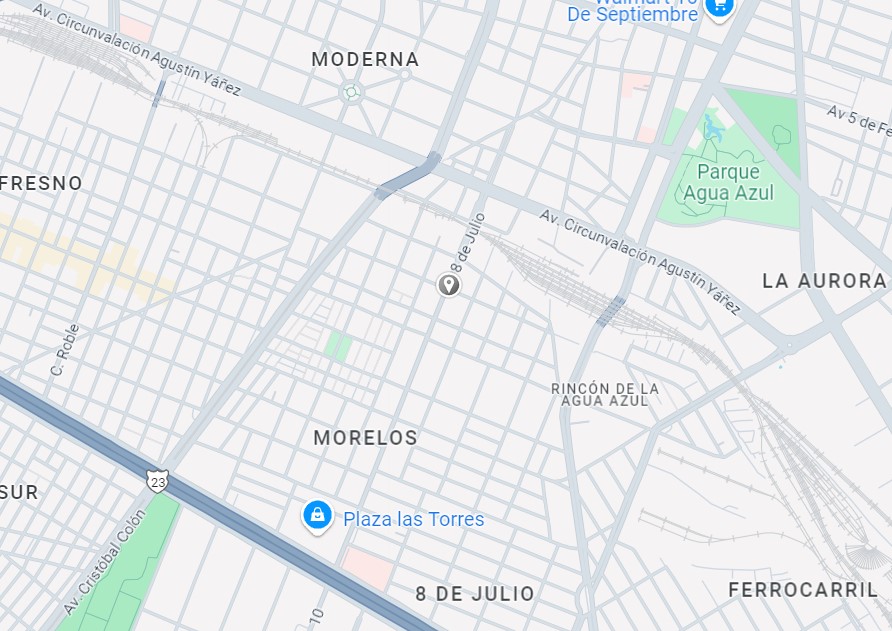 Walmart 16
De Septiembre
Av. Circunvalación Agustín Yáñez
MODERNA
Av 5 de Fe
Parque
Agua Azul
FRESNO
8 de Julio
Av. Circunvalación Agustín Yáñez
LA AURORA
C. Roble
RINCÓN DE LA
AGUA AZUL
MORELOS
23
SUR
Plaza las Torres
Av. Cristóbal Colón
8 DE JULIO
FERROCARRIL
10